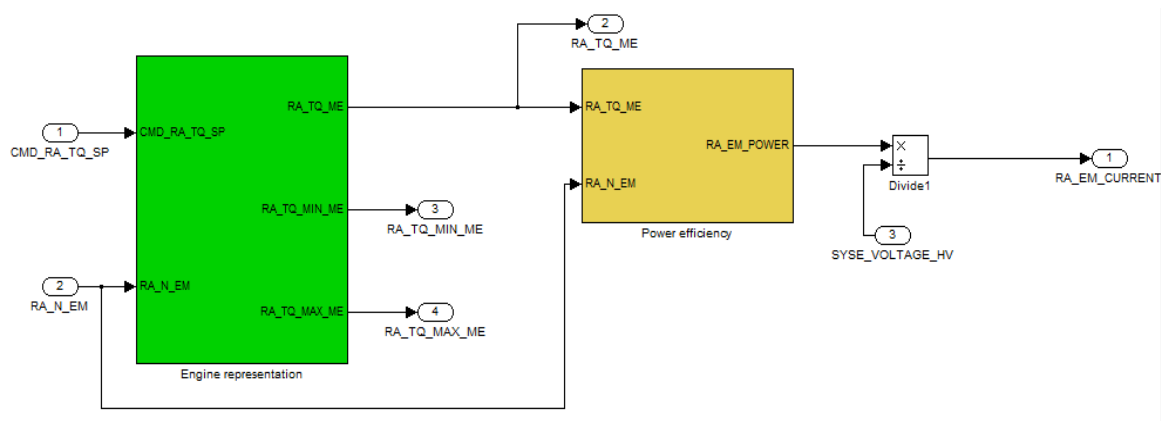 2
RA_TQ_ME
RA_TQ_ME
RA_TQ_ME
1
CMD_RA_TQ_SP
CMD_RA_TQ_SP
RA_EM_POWER
×
÷
Divide1
1
RA_EM_CURRENT
RA_N_EM
RA_TQ_MIN_ME
3
RA_TQ_MIN_ME
Power efficiency
3
SYSE_VOLTAGE_HV
2
RA_N_EM
RA_N_EM
RA_TQ_MAX_ME
4
RA_TQ_MAX_ME
Engine representation